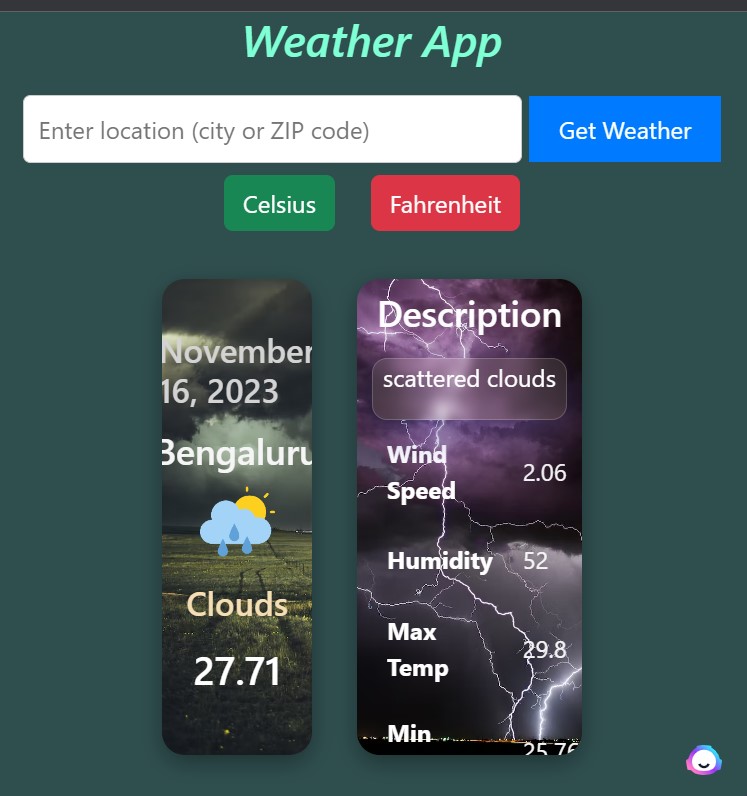 Weather App
Enter location (city or ZIP code)
Get Weather
Celsius
Fahrenheit
November
16, 2023
Bengaluru
Clouds
27.71
Description
scattered clouds
Wind
Speed
2.06
Humidity
52
Max
Temp
29.8
Min
25.76